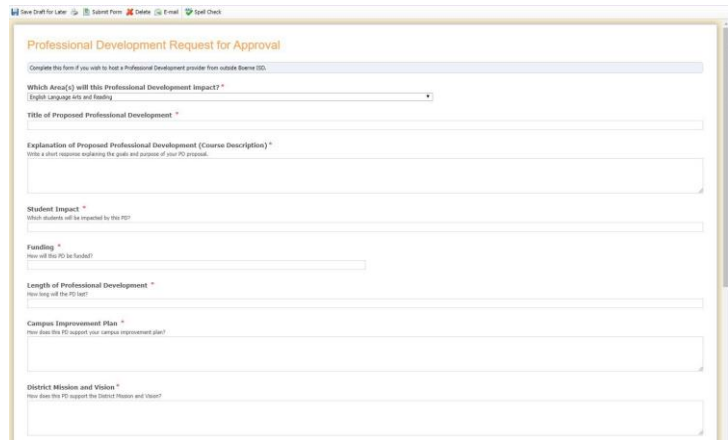 Save Draft for Later Submit Form Delete E-mail Spell Check
Professional Development Request for Approval
Complete this form if you wish to host a Professional Development provider from outside Boerne ISD.
Which Area(s) will this Professional Development impact? *
English Language Arts and Reading
Title of Proposed Professional Development *
Explanation of Proposed Professional Development (Course Description) *
Write a short response explaining the goals and purpose of your PD proposal.
Student Impact *
Which students will be impacted by this PD?
Funding *
How will this PD be funded?
Length of Professional Development *
How long will the PD last?
Campus Improvement Plan *
How does this PD support your campus improvement plan?
District Mission and Vision *
How does this PD support the District Mission and Vision?